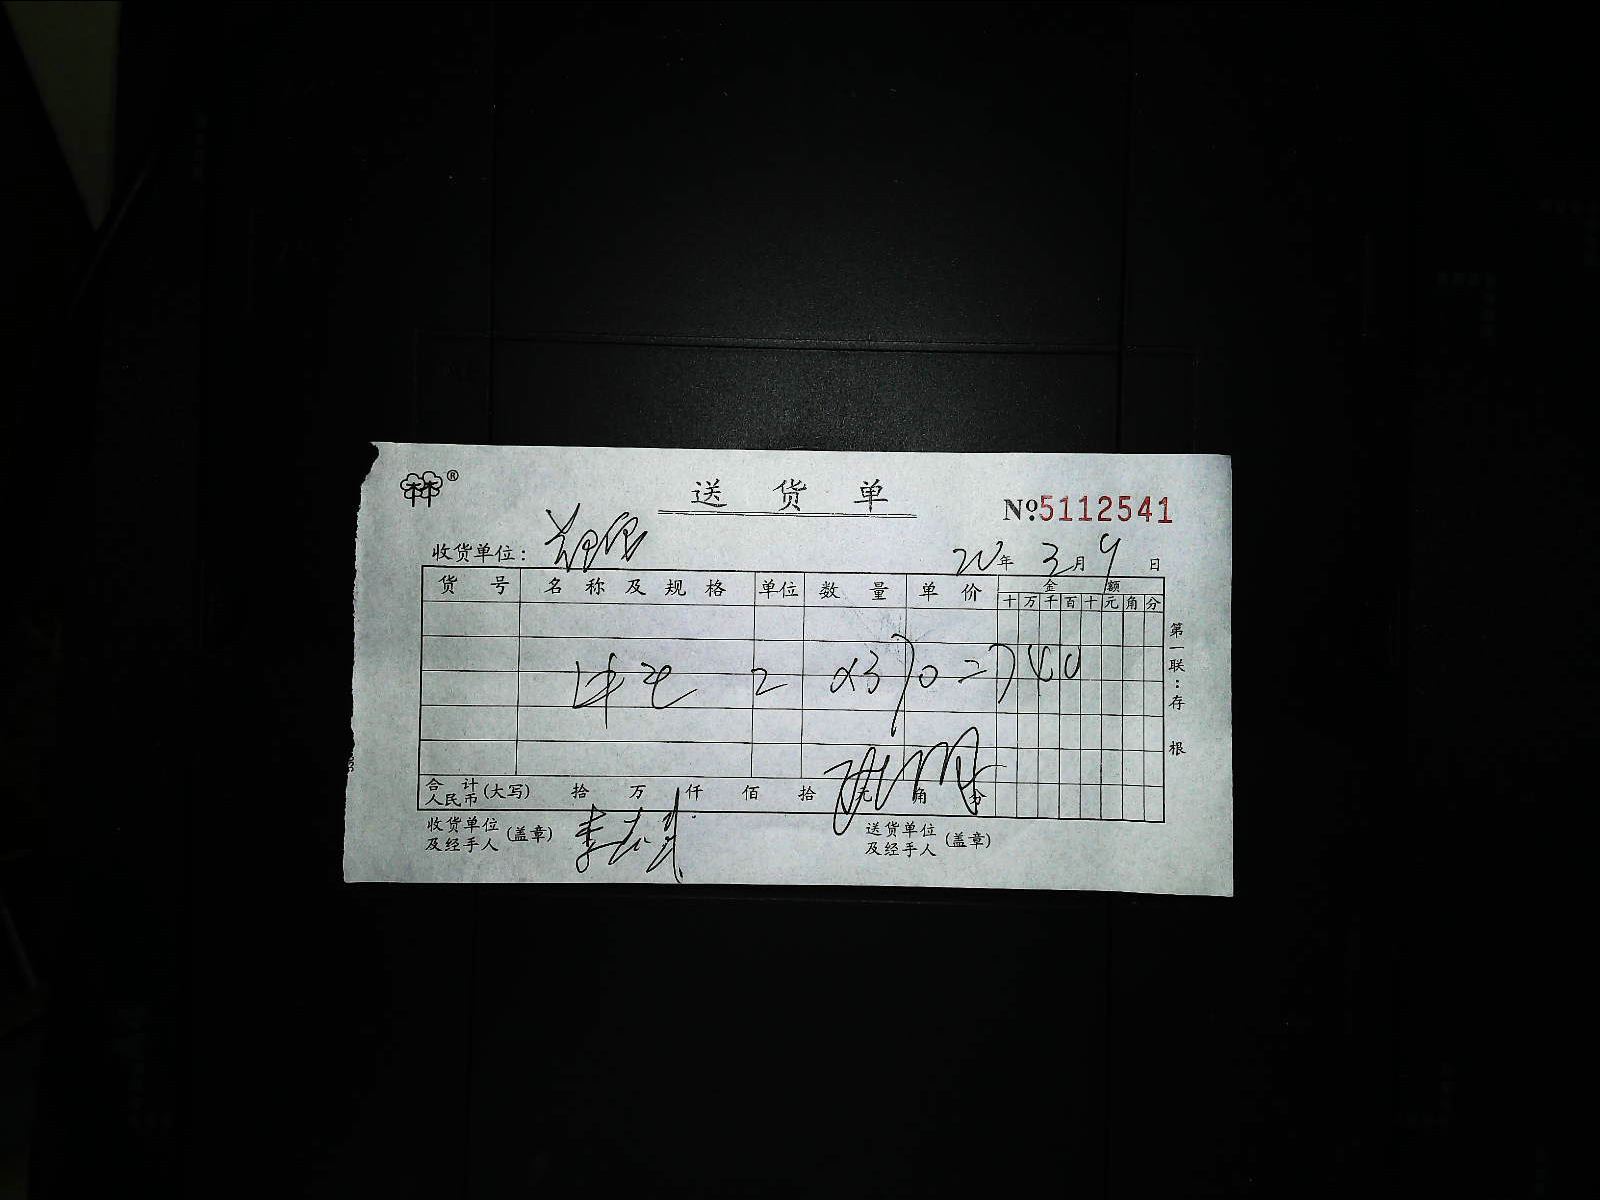 ®
送 货 单
№5112541
收货单位：
20年 3月 9日
货 号 名 称 及 规 格 单位 数 量 单 价 金 额
十 万 千 百 十 元 角 分
2 x370=740
第一联：存根
合 计 人民币 (大写) 拾 万 仟 佰 拾 元 角 分
收货单位及经手人 (盖章)
送货单位及经手人 (盖章)